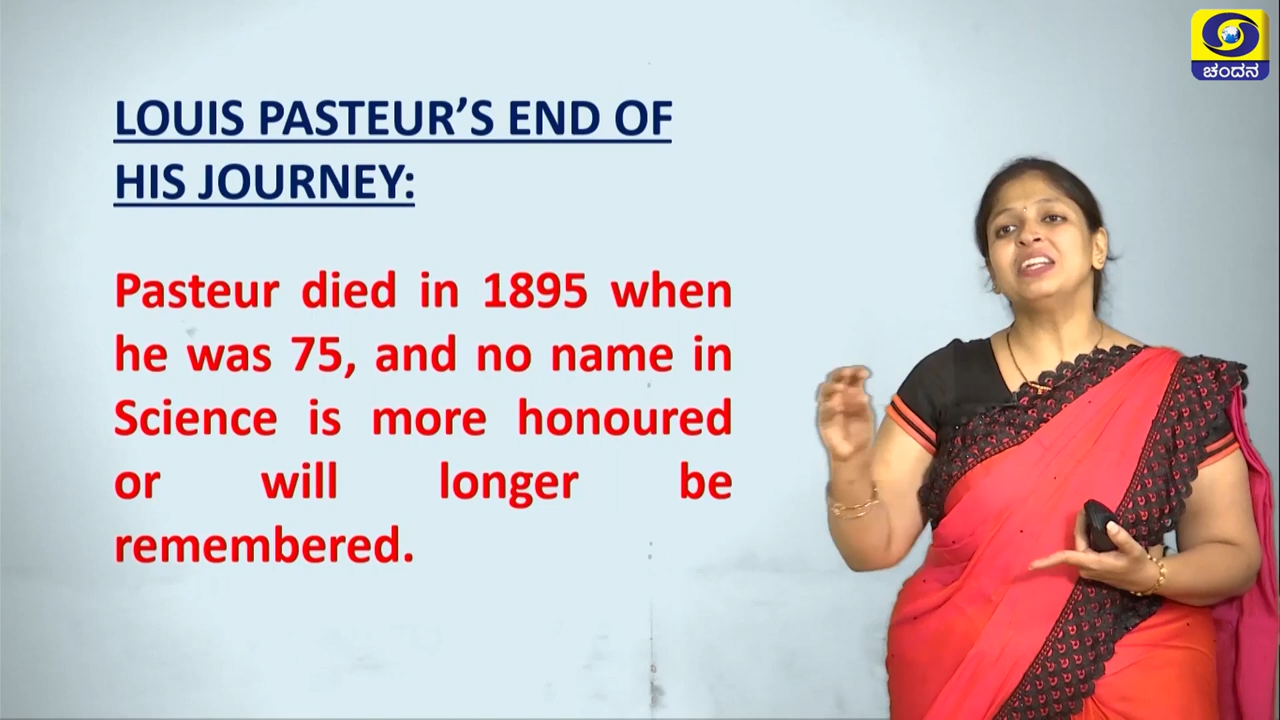 ಚಂದನ
LOUIS PASTEUR’S END OF
HIS JOURNEY:
Pasteur died in 1895 when
he was 75, and no name in
Science is more honoured
or will longer be
remembered.